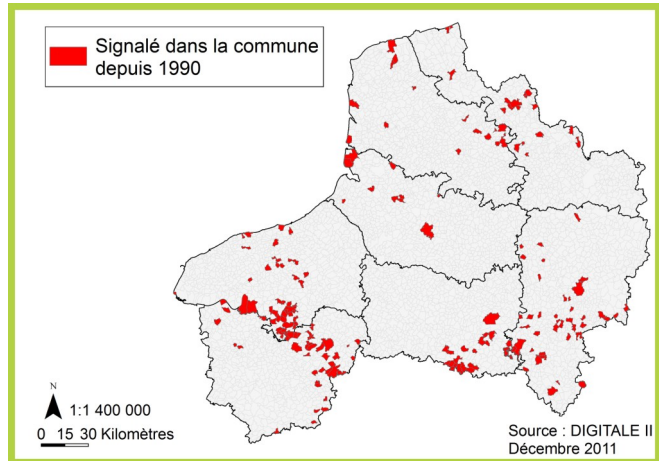 Signalé dans la commune
depuis 1990
N
1:1 400 000
0 15 30 Kilomètres
Source : DIGITALE II
Décembre 2011